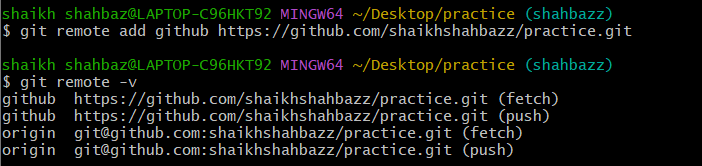 shaikh shahbaz@LAPTOP-C96HKT92 MINGW64 ~/Desktop/practice (shahbazz)
$ git remote add github https://github.com/shaikhshahbazz/practice.git
shaikh shahbaz@LAPTOP-C96HKT92 MINGW64 ~/Desktop/practice (shahbazz)
$ git remote -v
github  https://github.com/shaikhshahbazz/practice.git (fetch)
github  https://github.com/shaikhshahbazz/practice.git (push)
origin  git@github.com:shaikhshahbazz/practice.git (fetch)
origin  git@github.com:shaikhshahbazz/practice.git (push)